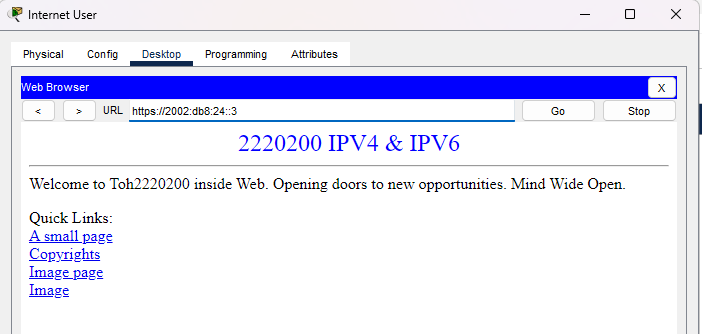 Internet User
Physical Config Desktop Programming Attributes
Web Browser X
< > URL https://2002:db8:24::3 Go Stop
2220200 IPV4 & IPV6
Welcome to Toh2220200 inside Web. Opening doors to new opportunities. Mind Wide Open.
Quick Links:
A small page
Copyrights
Image page
Image